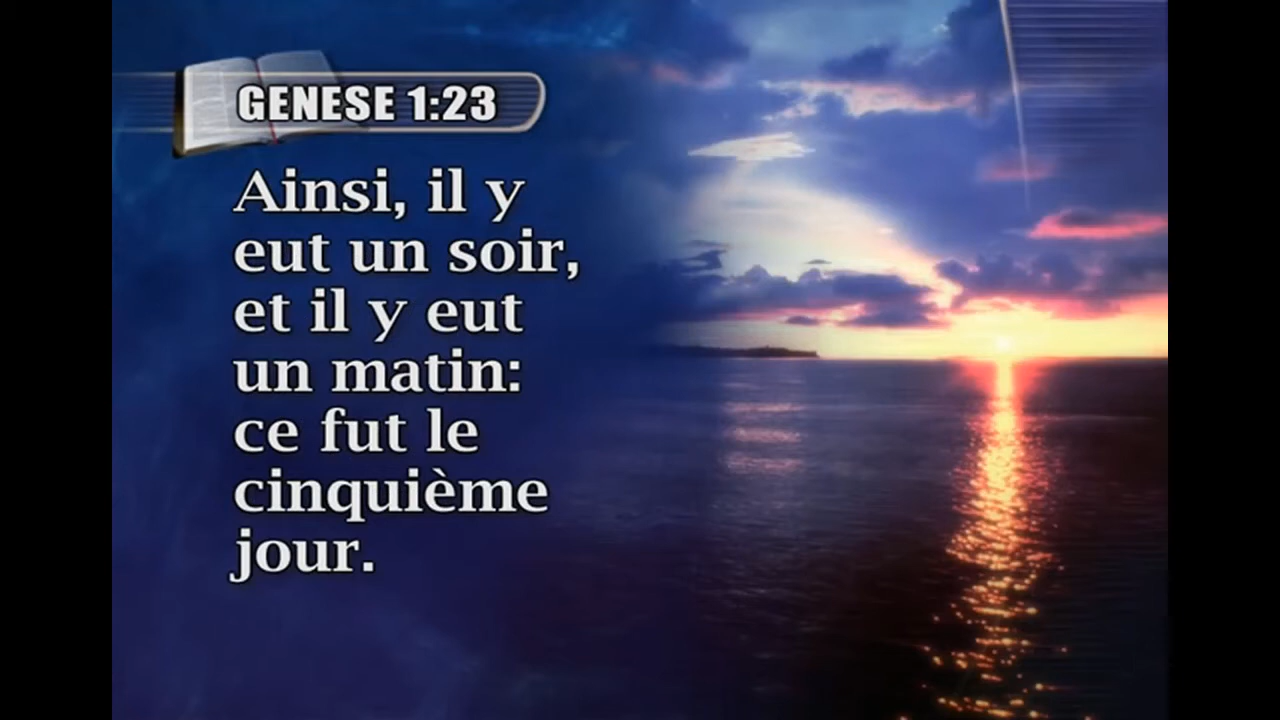 GENESE 1:23
Ainsi, il y
eut un soir,
et il y eut
un matin:
ce fut le
cinquième
jour.